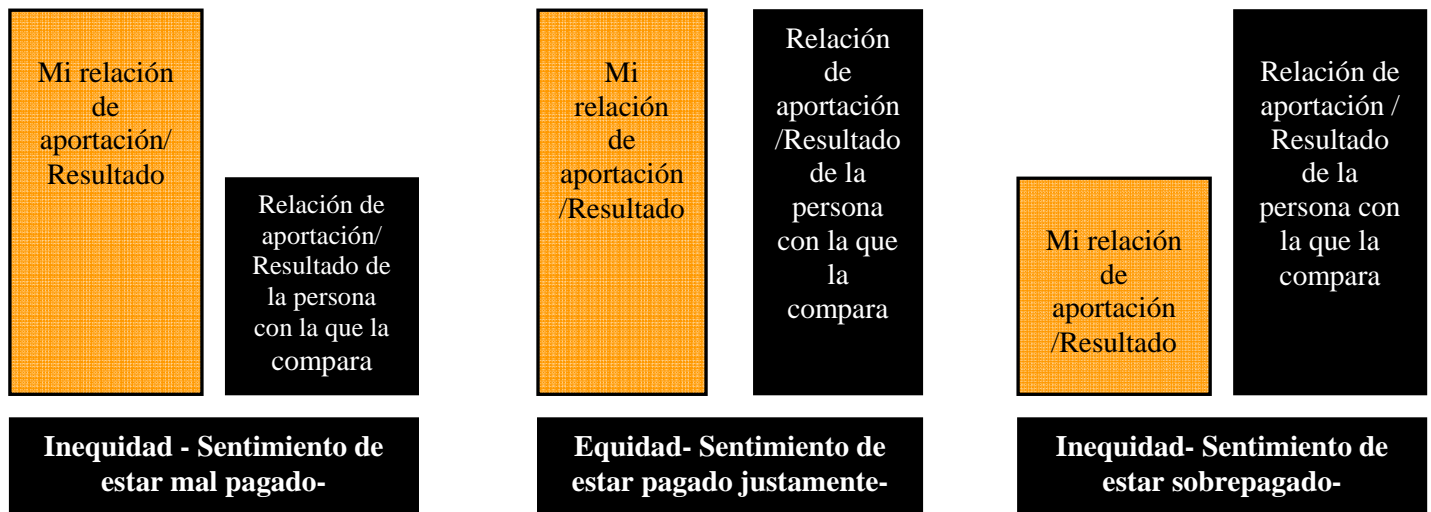 Mi relación
de
aportación/
Resultado
Relación de
aportación/
Resultado de
la persona
con la que la
compara
Inequidad - Sentimiento de
estar mal pagado-
Mi
relación
de
aportación
/Resultado
Relación
de
aportación
/Resultado
de la
persona
con la que
la
compara
Equidad- Sentimiento de
estar pagado justamente-
Mi relación
de
aportación
/Resultado
Relación de
aportación /
Resultado
de la
persona con
la que la
compara
Inequidad- Sentimiento de
estar sobrepagado-